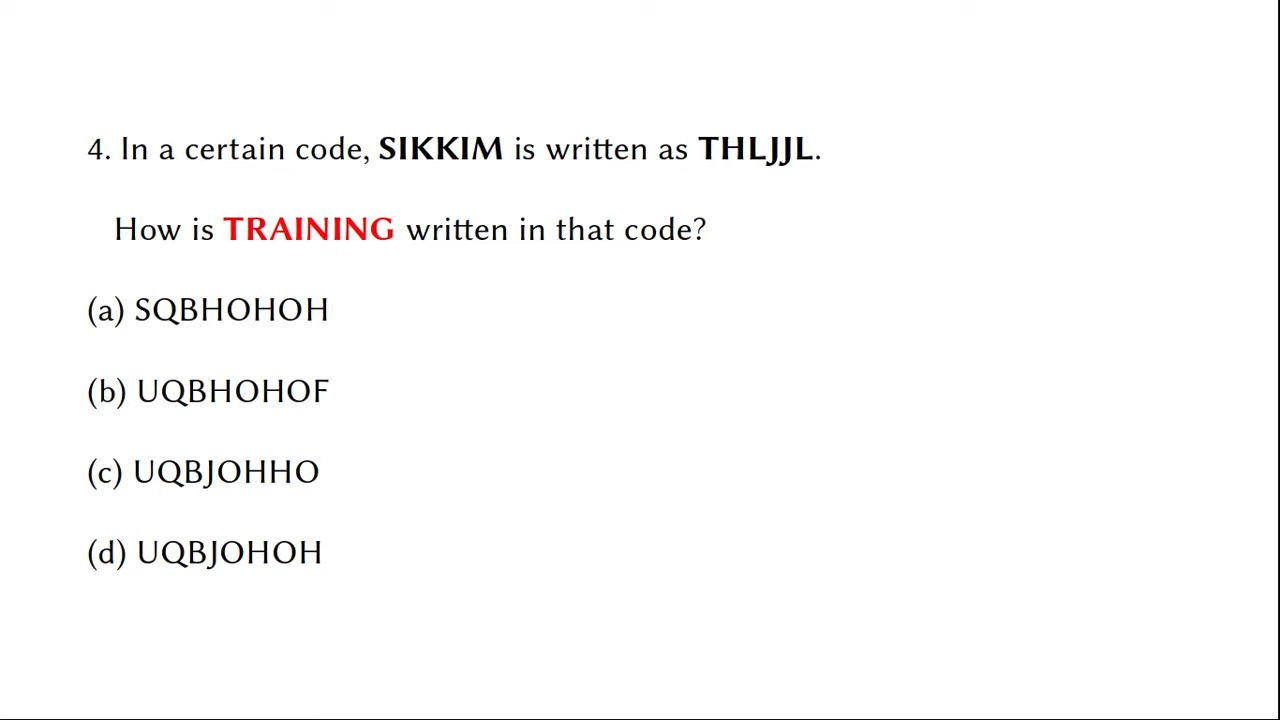 4. In a certain code, SIKKIM is written as THLJJL.
How is TRAINING written in that code?
(a) SQBHOHOH
(b) UQBHOHOF
(c) UQBJOHHO
(d) UQBJOHOH